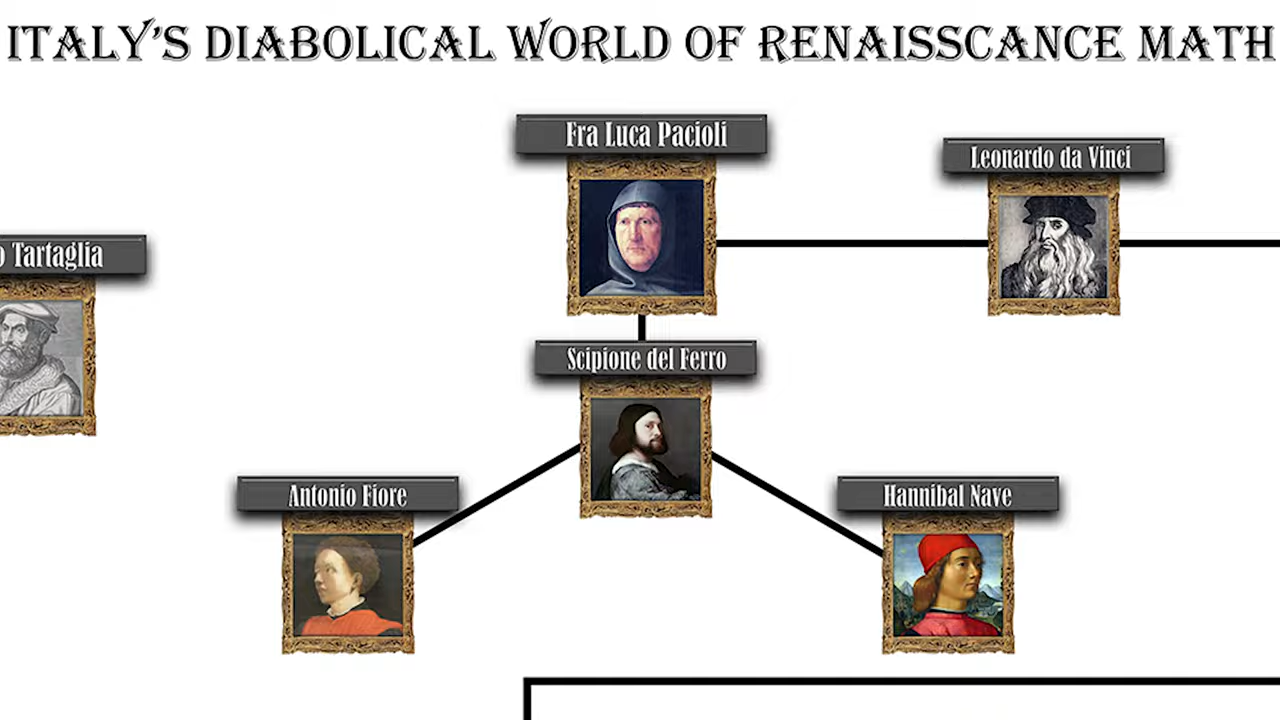 ITALY'S DIABOLICAL WORLD OF RENAISSCANCE MATH
Fra Luca Pacioli
Leonardo da Vinci
o Tartaglia
Scipione del Ferro
Antonio Fiore
Hannibal Nave